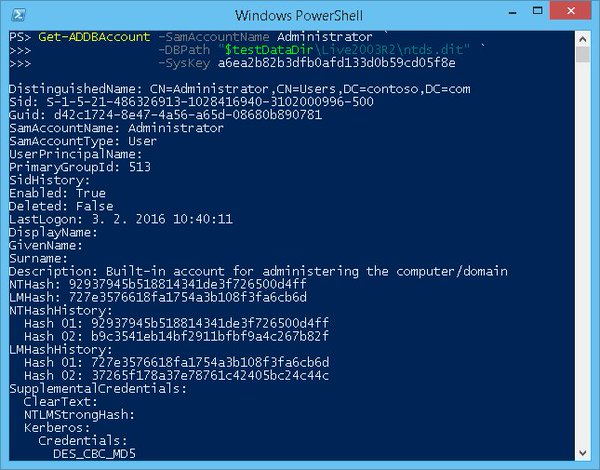 Windows PowerShell
PS> Get-ADDBAccount -SamAccountName Administrator `
>>>                 -DBPath "$testDataDir\Live2003R2\ntds.dit" `
>>>                 -SysKey a6ea2b82b3dfb0afd133d0b59cd05f8e
DistinguishedName: CN=Administrator,CN=Users,DC=contoso,DC=com
Sid: S-1-5-21-486326913-1028416940-3102000996-500
Guid: d42c1724-8e47-4a56-a65d-08680b890781
SamAccountName: Administrator
SamAccountType: User
UserPrincipalName:
PrimaryGroupId: 513
SidHistory:
Enabled: True
Deleted: False
LastLogon: 3. 2. 2016 10:40:11
DisplayName:
GivenName:
Surname:
Description: Built-in account for administering the computer/domain
NTHash: 92937945b518814341de3f726500d4ff
LMHash: 727e3576618fa1754a3b108f3fa6cb6d
NTHashHistory:
  Hash 01: 92937945b518814341de3f726500d4ff
  Hash 02: b9c3541eb14bf2911bfbf9a4c267b82f
LMHashHistory:
  Hash 01: 727e3576618fa1754a3b108f3fa6cb6d
  Hash 02: 37265f178a37e78761c42405bc24c44c
SupplementalCredentials:
  ClearText:
  NTLMStrongHash:
  Kerberos:
    Credentials:
      DES_CBC_MD5